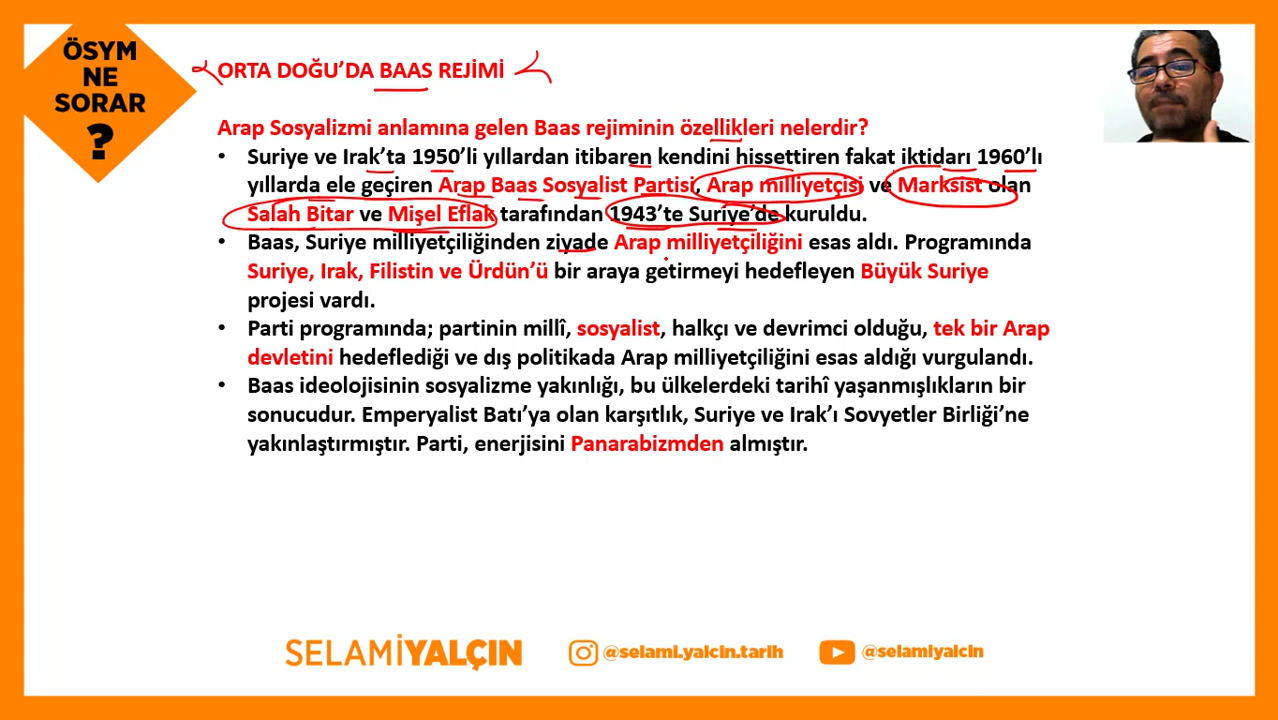 ÖSYM
NE
SORAR
?
ORTA DOĞU’DA BAAS REJİMİ
Arap Sosyalizmi anlamına gelen Baas rejiminin özellikleri nelerdir?
• Suriye ve Irak’ta 1950’li yıllardan itibaren kendini hissettiren fakat iktidarı 1960’lı
yıllarda ele geçiren Arap Baas Sosyalist Partisi, Arap milliyetçisi ve Marksist olan
Salah Bitar ve Mişel Eflak tarafından 1943’te Suriye’de kuruldu.
• Baas, Suriye milliyetçiliğinden ziyade Arap milliyetçiliğini esas aldı. Programında
Suriye, Irak, Filistin ve Ürdün’ü bir araya getirmeyi hedefleyen Büyük Suriye
projesi vardı.
• Parti programında; partinin millî, sosyalist, halkçı ve devrimci olduğu, tek bir Arap
devletini hedeflediği ve dış politikada Arap milliyetçiliğini esas aldığı vurgulandı.
• Baas ideolojisinin sosyalizme yakınlığı, bu ülkelerdeki tarihî yaşanmışlıkların bir
sonucudur. Emperyalist Batı’ya olan karşıtlık, Suriye ve Irak’ı Sovyetler Birliği’ne
yakınlaştırmıştır. Parti, enerjisini Panarabizmden almıştır.
SELAMİYALÇIN @selami.yalcin.tarih @selamiyalcin